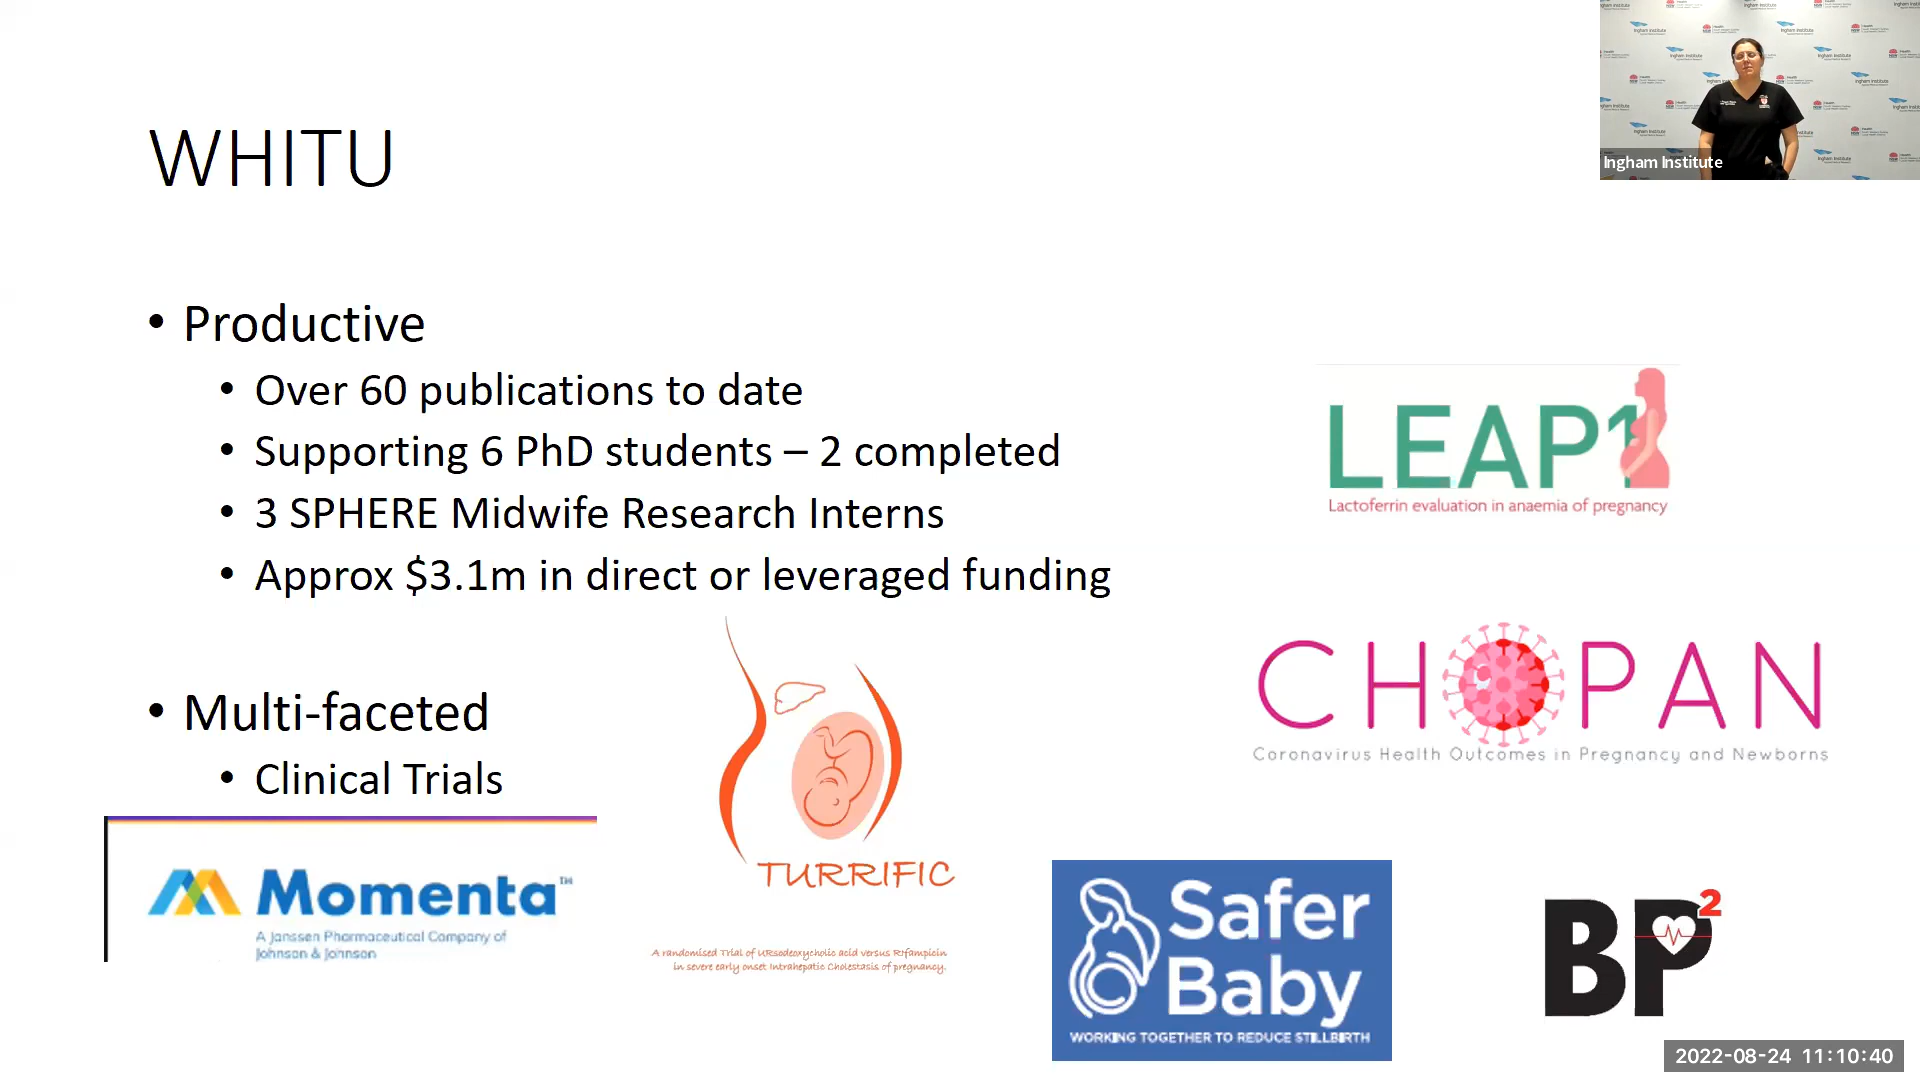 WHITU
Ingham Institute
• Productive
• Over 60 publications to date
• Supporting 6 PhD students – 2 completed
• 3 SPHERE Midwife Research Interns
• Approx $3.1m in direct or leveraged funding
LEAP1
Lactoferrin evaluation in anaemia of pregnancy
CHOPAN
Coronavirus Health Outcomes in Pregnancy and Newborns
• Multi-faceted
• Clinical Trials
Momenta™
A Janssen Pharmaceutical Company of
Johnson & Johnson
TURRIFIC
A randomised Trial of URsodeoxycholic acid versus RIfampicin
in severe early onset Intrahepatic Cholestasis of pregnancy.
Safer
Baby
WORKING TOGETHER TO REDUCE STILLBIRTH
BP2
2022-08-24 11:10:40